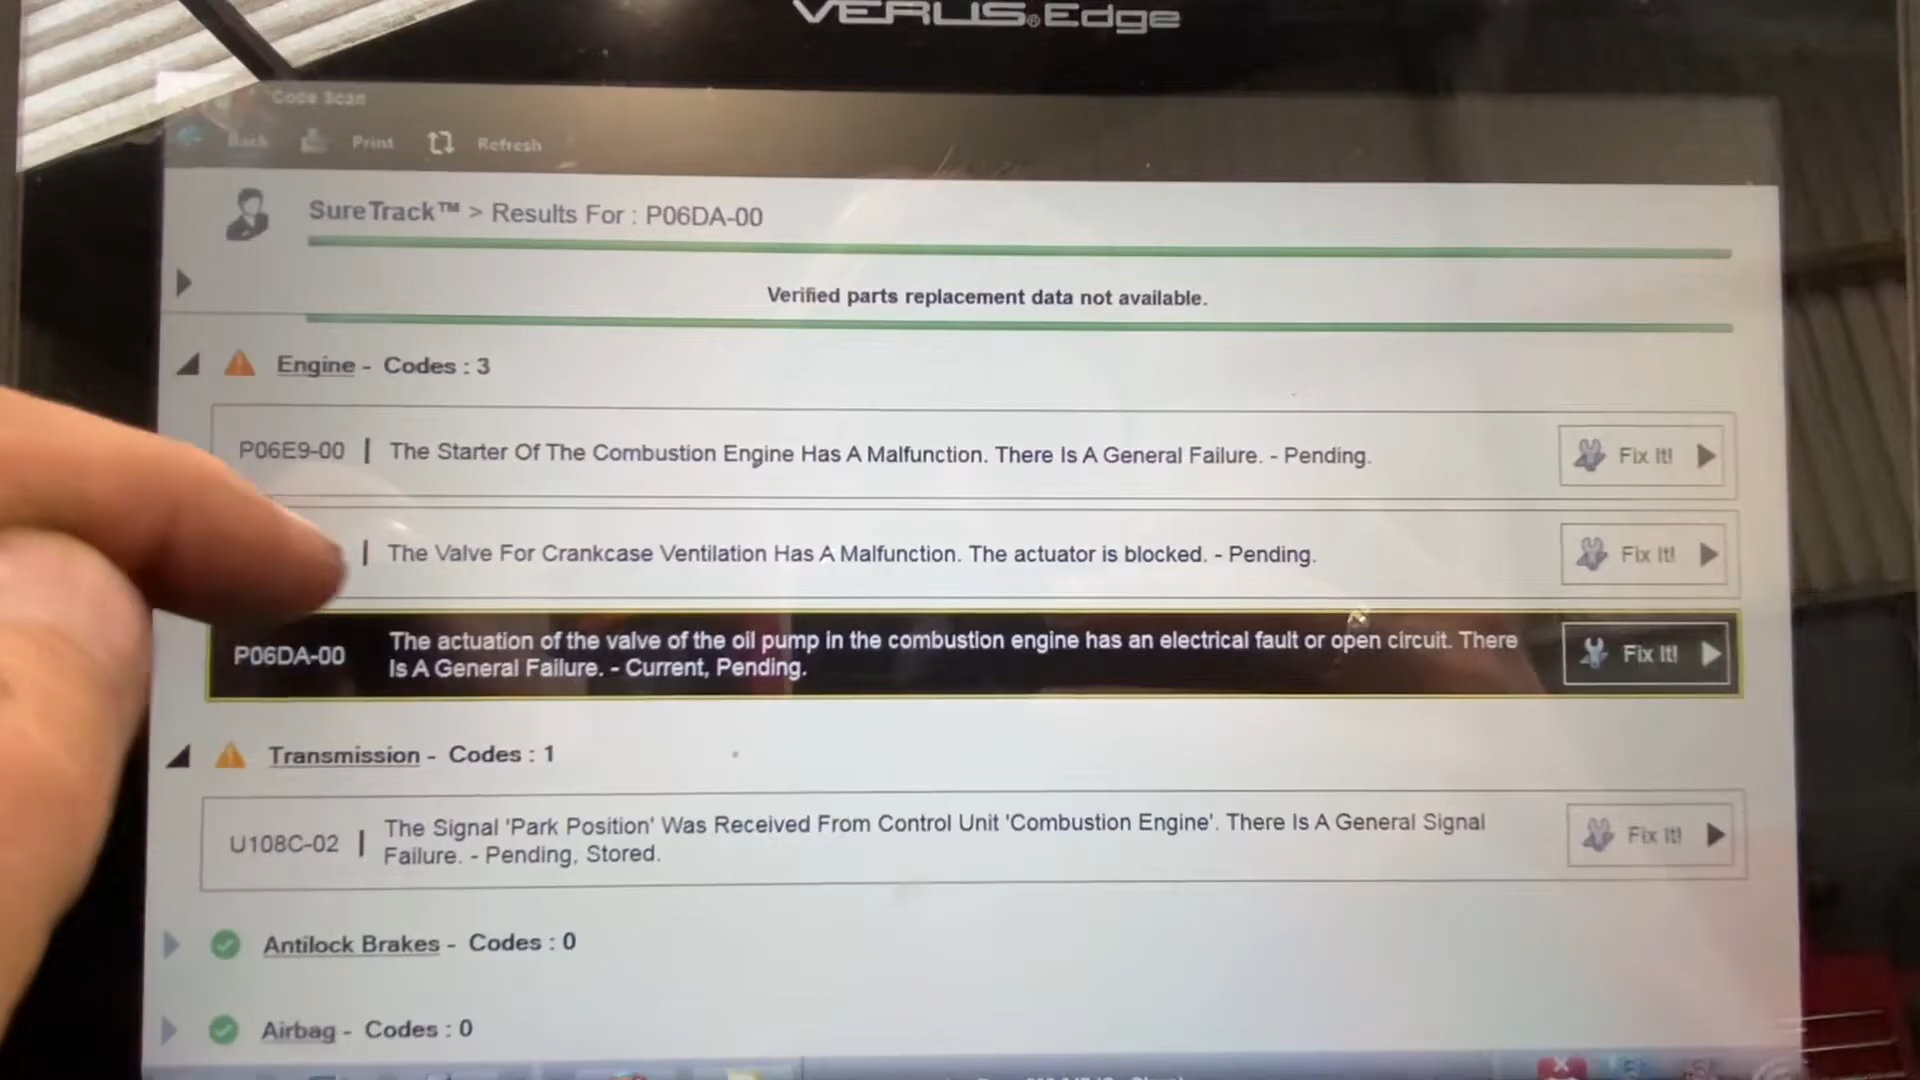 VERUS® Edge
Code Scan
Back Print Refresh
SureTrack™ > Results For : P06DA-00
Verified parts replacement data not available.
Engine - Codes : 3
P06E9-00 | The Starter Of The Combustion Engine Has A Malfunction. There Is A General Failure. - Pending. Fix It!
| The Valve For Crankcase Ventilation Has A Malfunction. The actuator is blocked. - Pending. Fix It!
P06DA-00 The actuation of the valve of the oil pump in the combustion engine has an electrical fault or open circuit. There
Is A General Failure. - Current, Pending. Fix It!
Transmission - Codes : 1
U108C-02 | The Signal 'Park Position' Was Received From Control Unit 'Combustion Engine'. There Is A General Signal
Failure. - Pending, Stored. Fix It!
Antilock Brakes - Codes : 0
Airbag - Codes : 0